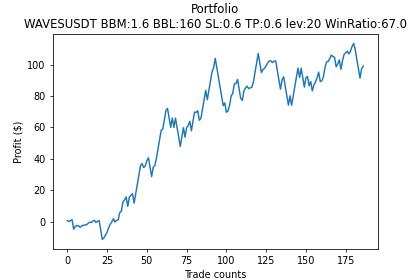 Portfolio
WAVESUSDT BBM:1.6 BBL:160 SL:0.6 TP:0.6 lev:20 WinRatio:67.0
100
80
60
40
20
0
Profit ($)
0 25 50 75 100 125 150 175
Trade counts